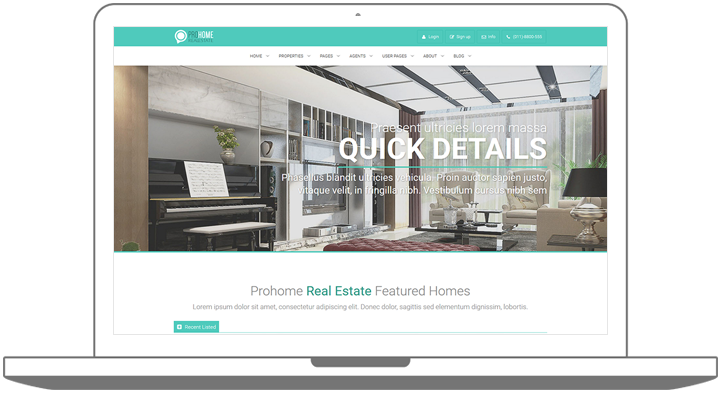 PROHOME
Login
Sign up
Info
HOME
PROPERTIES
PAGES
AGENTS
USER PAGES
ABOUT
BLOG
Praesent ultricies lorem massa
QUICK DETAILS
Phasellus blandit ultricies vehicula. Proin auctor sapien justo,
vitaque velit, in fringilla nibh. Vestibulum cursus nibh sem
Prohome Real Estate Featured Homes
Lorem ipsum dolor sit amet, consectetur adipiscing elit. Donec dolor, sagittis sed elementum dignissim, lobortis.
Recent Listed